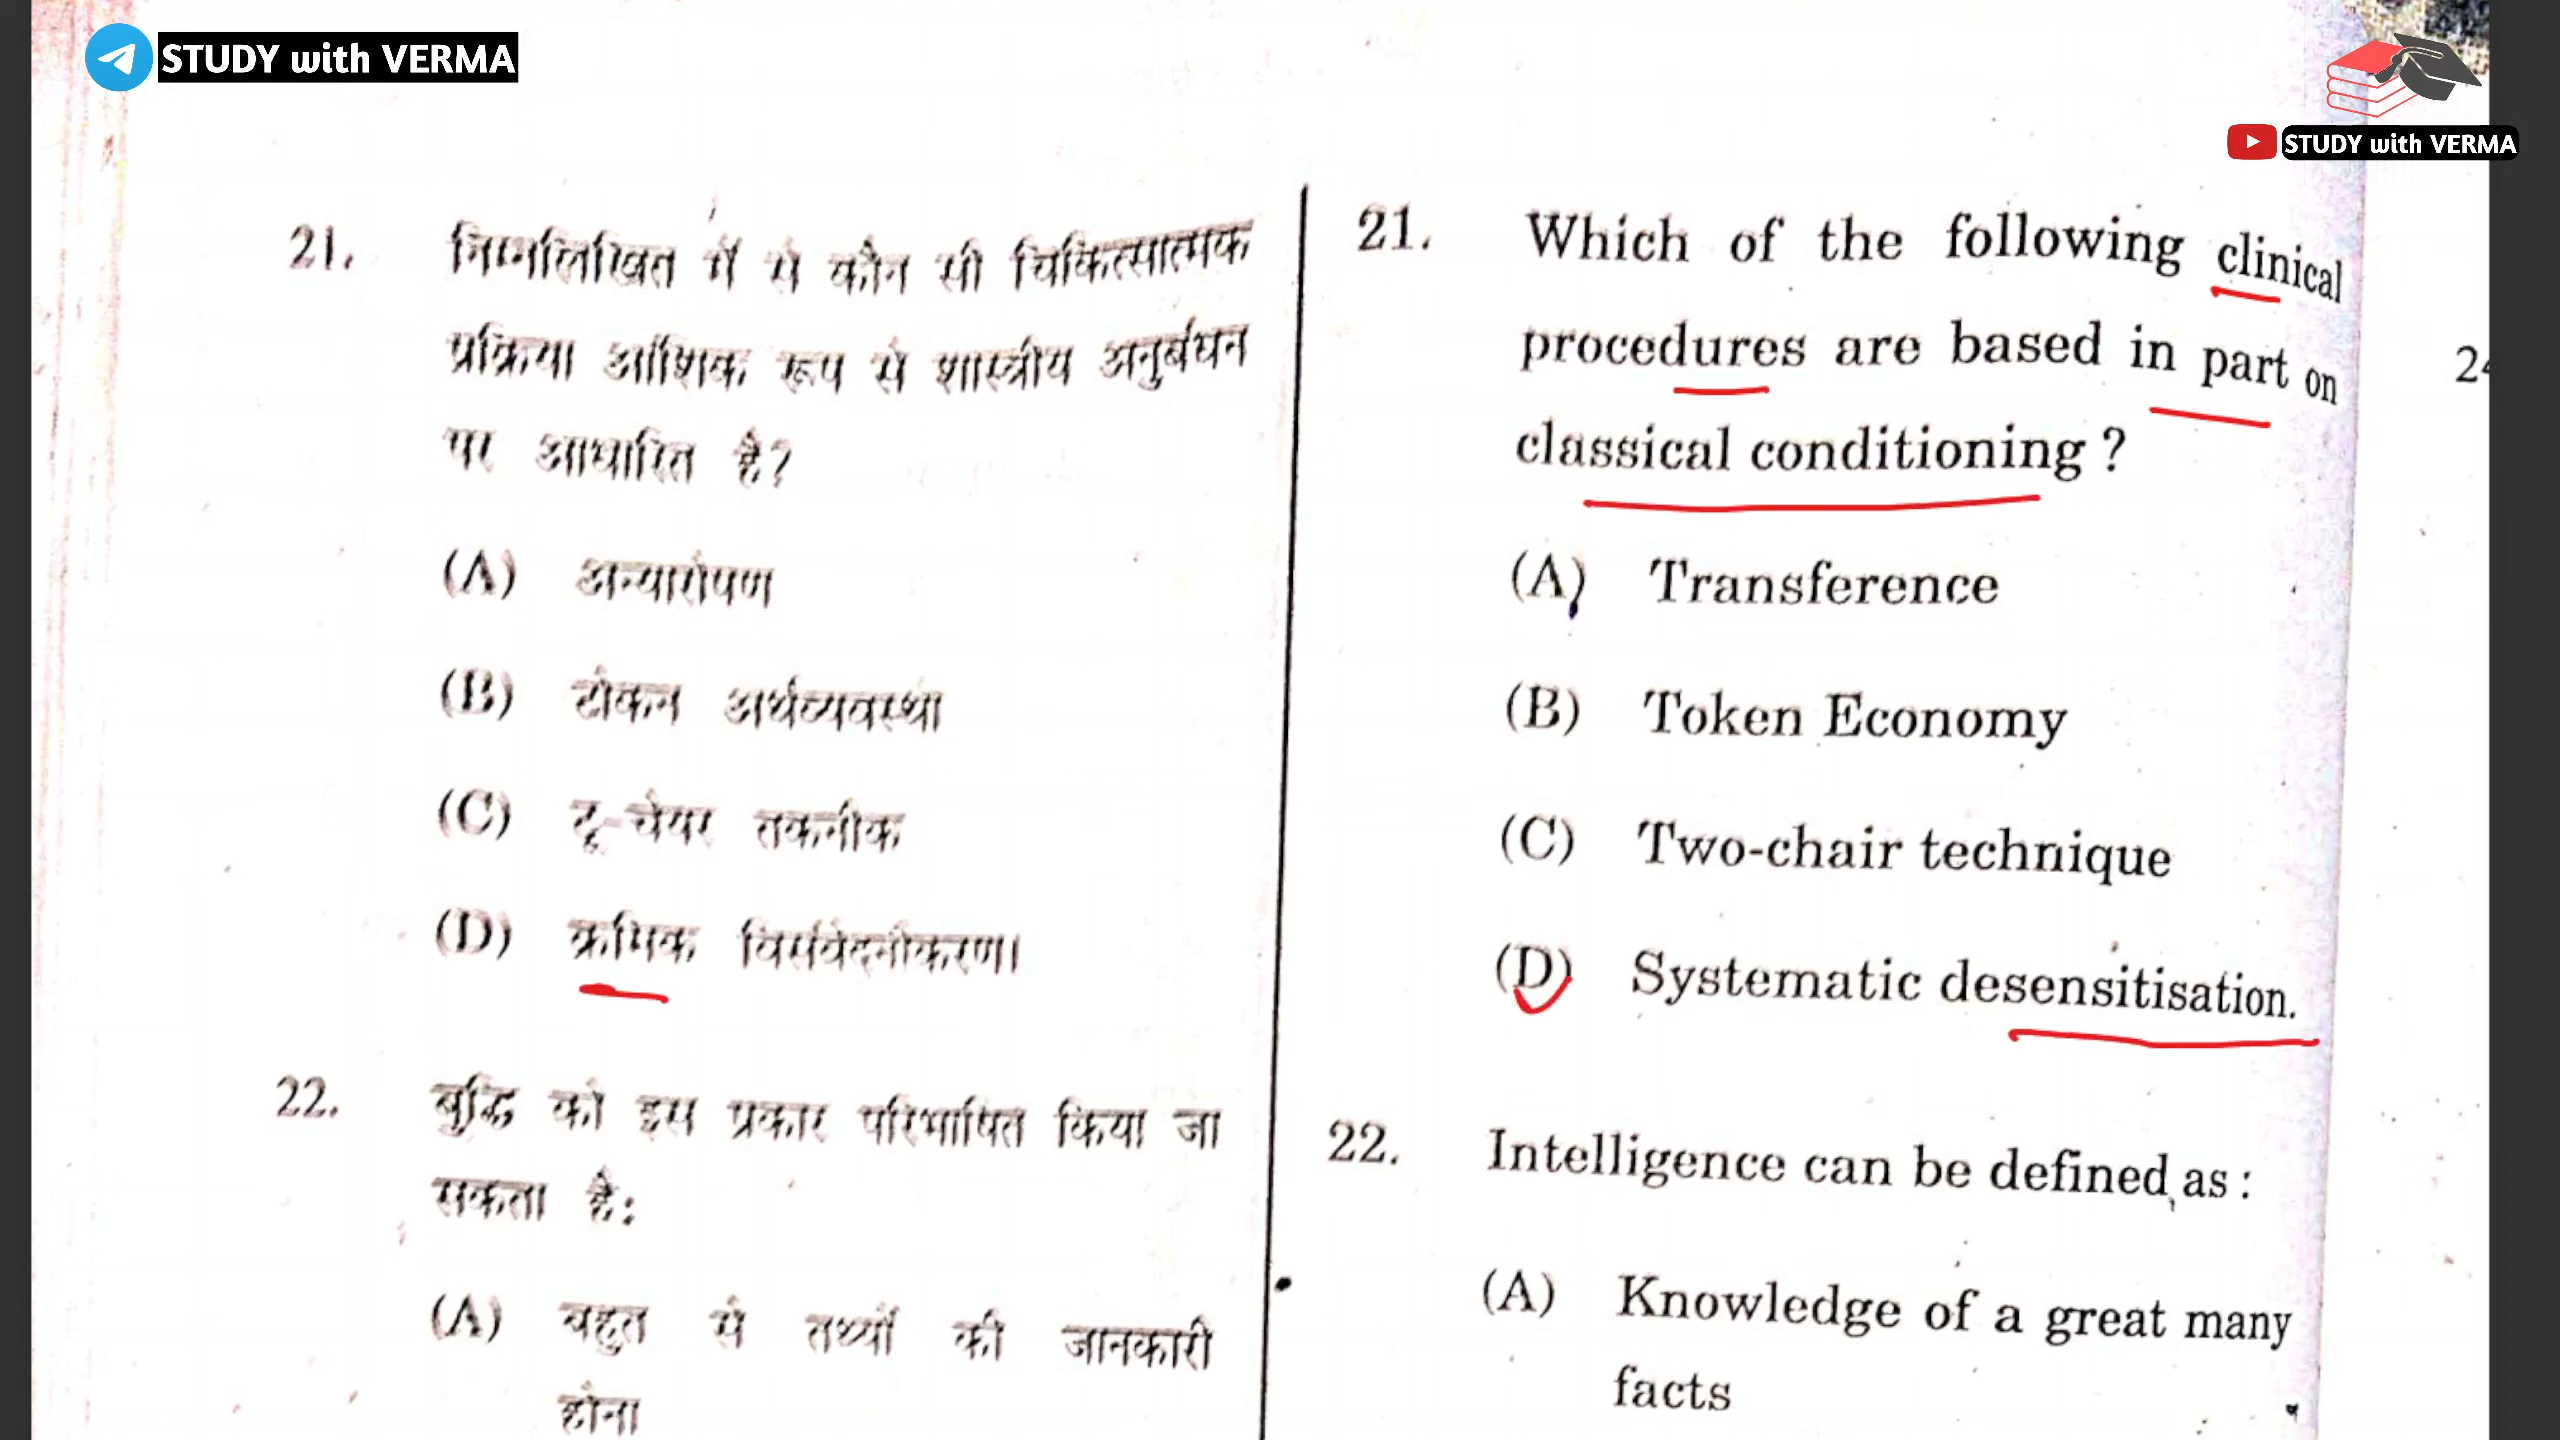 STUDY with VERMA
STUDY with VERMA
21. निम्नलिखित में से कौन सी चिकित्सात्मक
प्रक्रिया आंशिक रूप से शास्त्रीय अनुबंधन
पर आधारित है?
(A) अन्यारोपण
(B) टोकन अर्थव्यवस्था
(C) टू-चेयर तकनीक
(D) क्रमिक विसंवेदनीकरण।
22. बुद्धि को इस प्रकार परिभाषित किया जा
सकता है:
(A) बहुत से तथ्यों की जानकारी
होना
21. Which of the following clinical
procedures are based in part on
classical conditioning ?
(A) Transference
(B) Token Economy
(C) Two-chair technique
(D) Systematic desensitisation.
22. Intelligence can be defined as :
(A) Knowledge of a great many
facts